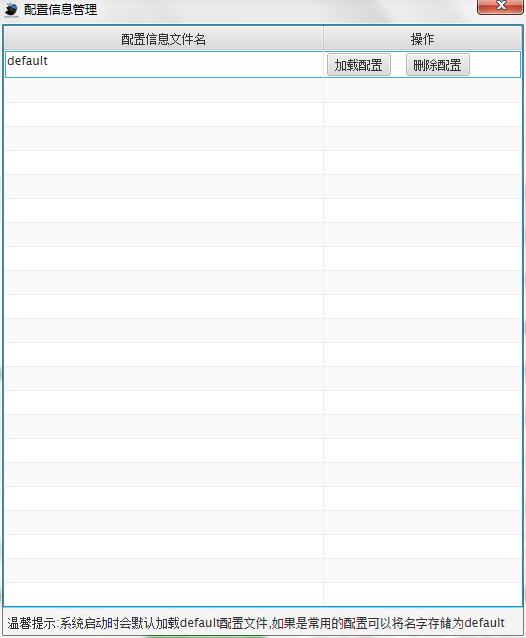 配置信息管理
配置信息文件名 操作
default 加载配置 删除配置
温馨提示:系统启动时会默认加载default配置文件,如果是常用的配置可以将名字存储为default